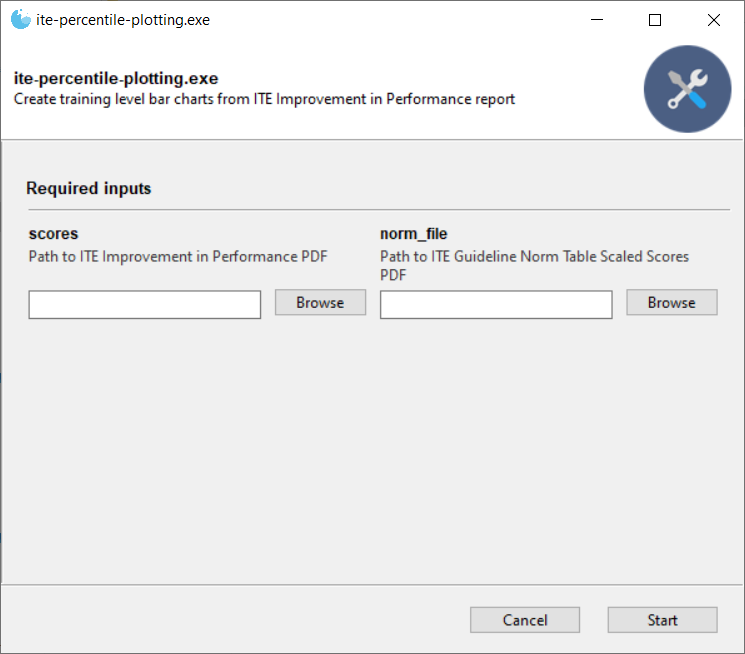 ite-percentile-plotting.exe
ite-percentile-plotting.exe
Create training level bar charts from ITE Improvement in Performance report
Required inputs
scores
Path to ITE Improvement in Performance PDF
Browse
norm_file
Path to ITE Guideline Norm Table Scaled Scores
PDF
Browse
Cancel
Start